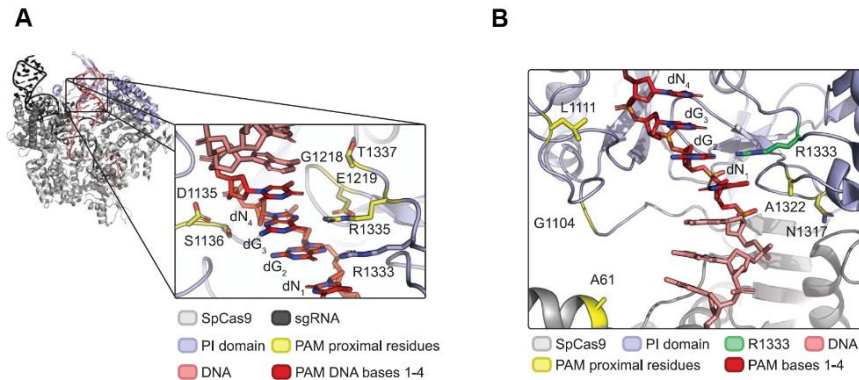 A
G1218
T1337
E1219
D1135
dN4
S1136
dG3
R1335
dG2
R1333
dN1
SpCas9
sgRNA
PI domain
PAM proximal residues
DNA
PAM DNA bases 1-4
B
dN4
L1111
dG3
dG2
R1333
dN1
G1104
A1322
N1317
A61
SpCas9
PI domain
R1333
DNA
PAM proximal residues
PAM bases 1-4